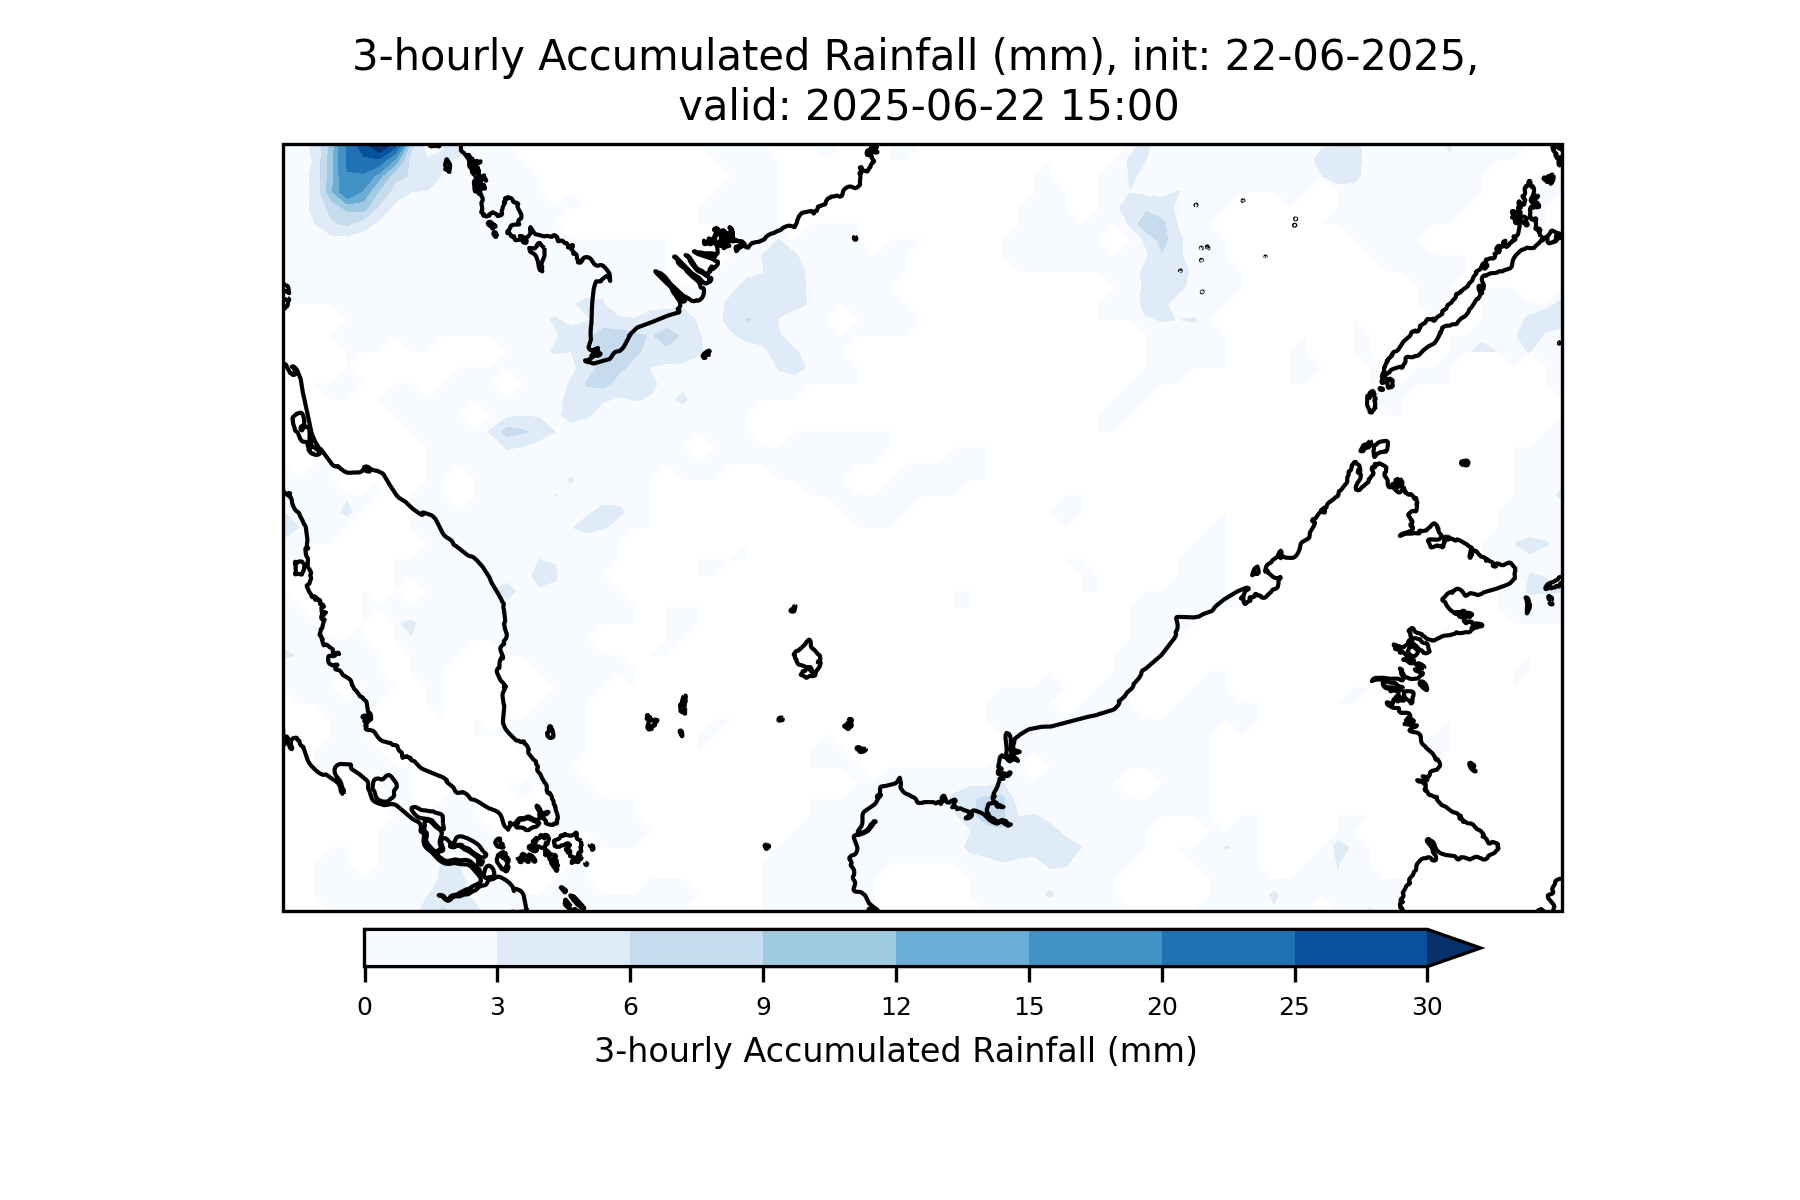 3-hourly Accumulated Rainfall (mm), init: 22-06-2025,
valid: 2025-06-22 15:00
0 3 6 9 12 15 20 25 30
3-hourly Accumulated Rainfall (mm)